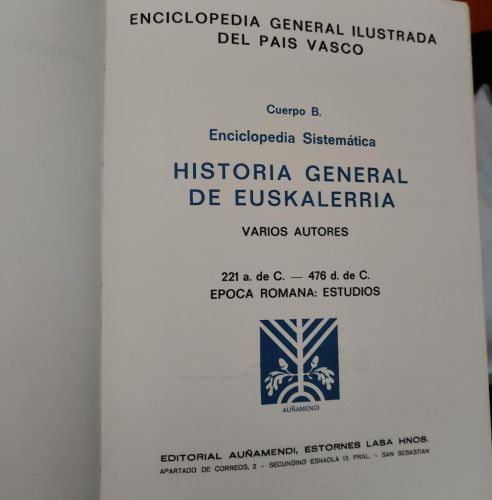 ENCICLOPEDIA GENERAL ILUSTRADA
DEL PAIS VASCO
Cuerpo B.
Enciclopedia Sistemática
HISTORIA GENERAL
DE EUSKALERRIA
VARIOS AUTORES
221 a. de C. — 476 d. de C.
EPOCA ROMANA: ESTUDIOS
AUÑAMENDI
EDITORIAL AUÑAMENDI, ESTORNES LASA HNOS.
APARTADO DE CORREOS, 2 - SECUNDINO ESNAOLA 13, PRAL. - SAN SEBASTIAN